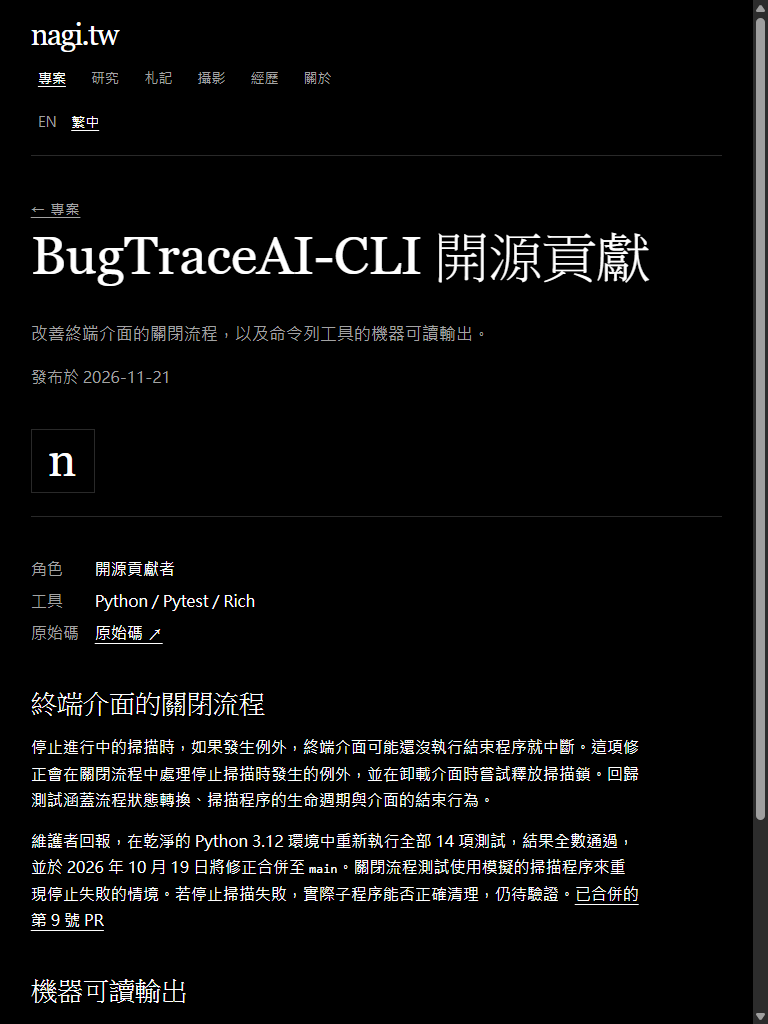 nagi.tw
專案 研究 札記 攝影 經歷 關於
EN 繁中
← 專案
BugTraceAI-CLI 開源貢獻
改善終端介面的關閉流程，以及命令列工具的機器可讀輸出。
發布於 2026-11-21
n
角色 開源貢獻者
工具 Python / Pytest / Rich
原始碼 原始碼 ↗
終端介面的關閉流程
停止進行中的掃描時，如果發生例外，終端介面可能還沒執行結束程序就中斷。這項修
正會在關閉流程中處理停止掃描時發生的例外，並在卸載介面時嘗試釋放掃描鎖。回歸
測試涵蓋流程狀態轉換、掃描程序的生命週期與介面的結束行為。
維護者回報，在乾淨的 Python 3.12 環境中重新執行全部 14 項測試，結果全數通過，
並於 2026 年 10 月 19 日將修正合併至 main。關閉流程測試使用模擬的掃描程序來重
現停止失敗的情境。若停止掃描失敗，實際子程序能否正確清理，仍待驗證。已合併的
第 9 號 PR
機器可讀輸出